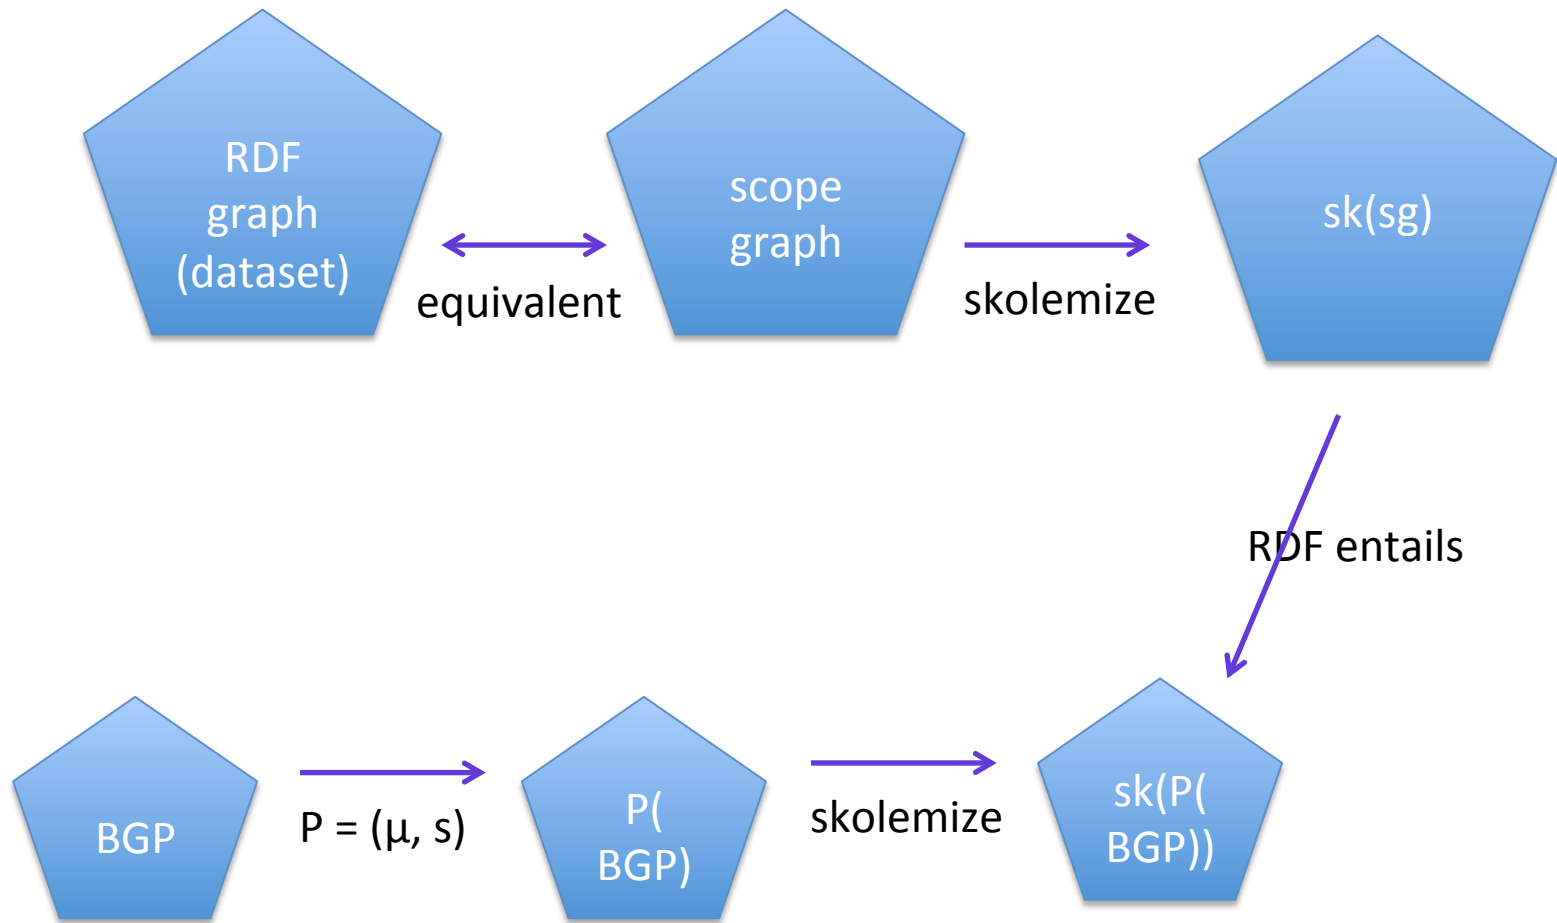 RDF
graph
(dataset)
equivalent
scope
graph
skolemize
sk(sg)
RDF entails
BGP
P = (µ, s)
P(
BGP)
skolemize
sk(P(
BGP))